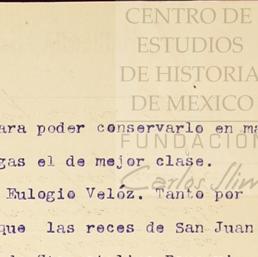 CENTRO DE
ESTUDIOS
DE HISTORIA
DE MEXICO
FUNDACIÓN
Carlos Slim
ara poder conservarlo en ma
gas el de mejor clase.
Eulogio Velóz. Tanto por
que las reces de San Juan